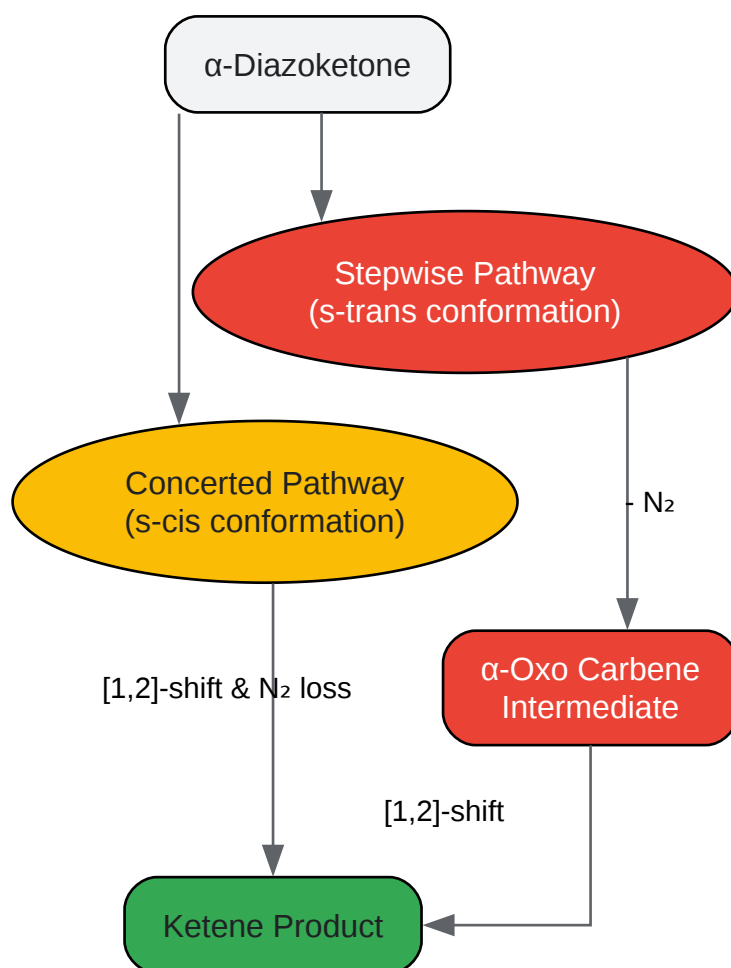 α-Diazoketone
Stepwise Pathway
(s-trans conformation)
Concerted Pathway
(s-cis conformation)
- N₂
[1,2]-shift & N₂ loss
α-Oxo Carbene
Intermediate
[1,2]-shift
Ketene Product